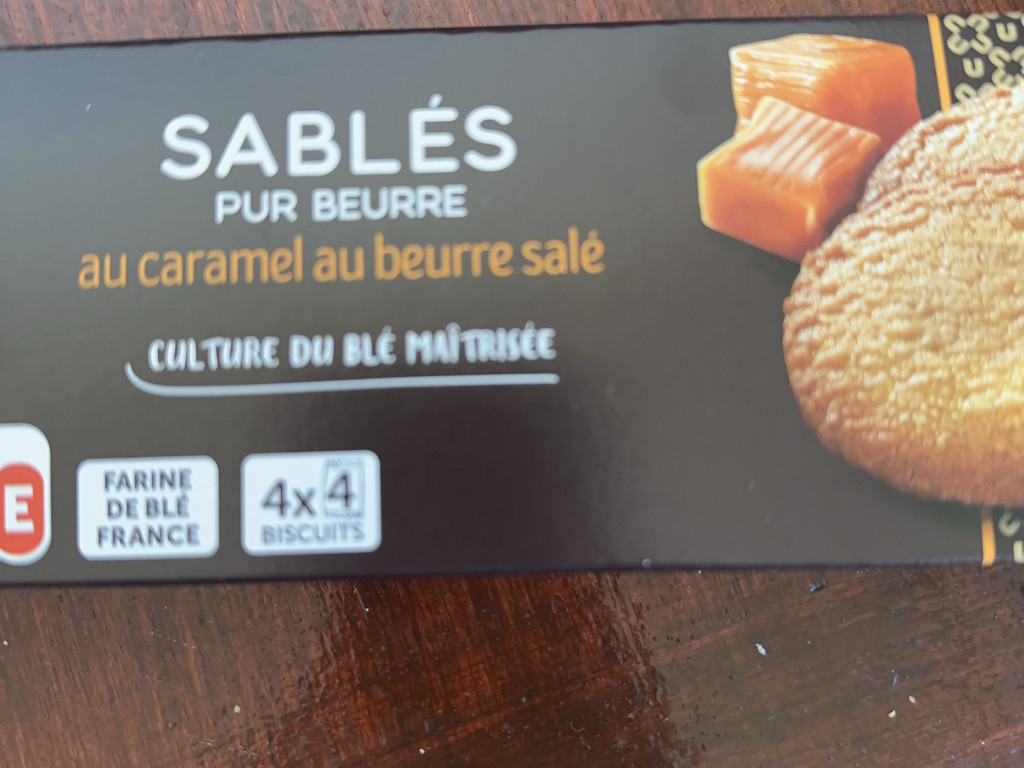 SABLÉS
PUR BEURRE
au caramel au beurre salé
CULTURE DU BLÉ MAÎTRISÉE
E
FARINE
DE BLÉ
FRANCE
4x4
BISCUITS